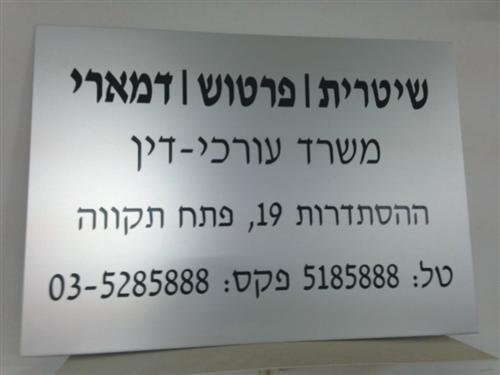 שיטרית | פרטוש | דמארי
משרד עורכי-דין
ההסתדרות 19, פתח תקווה
טל: 5185888 פקס: 03-5285888